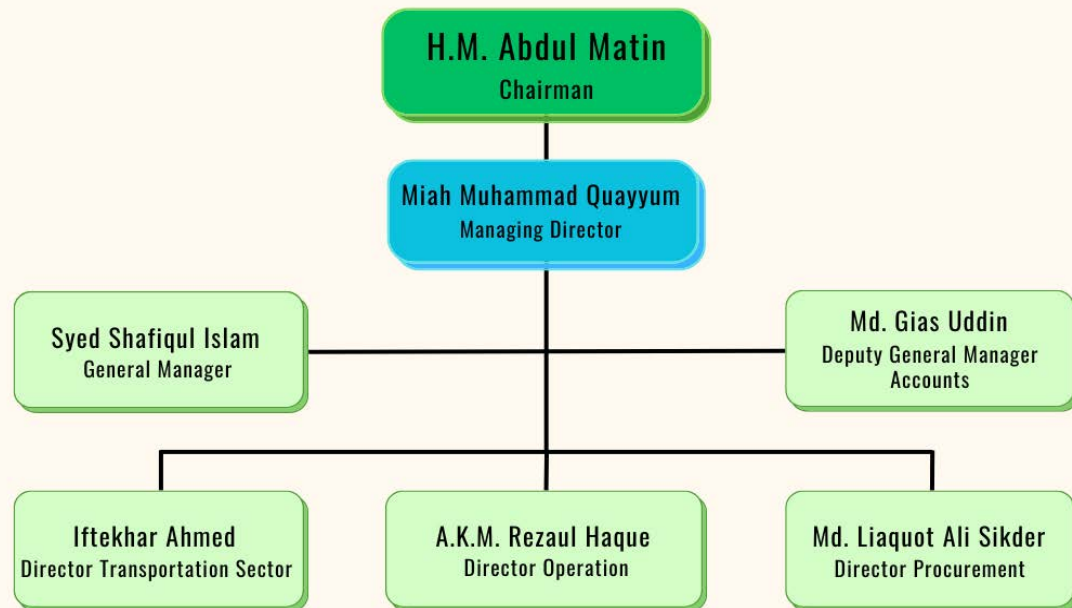 H.M. Abdul Matin
Chairman
Miah Muhammad Quayyum
Managing Director
Syed Shafiqul Islam
General Manager
Md. Gias Uddin
Deputy General Manager
Accounts
Iftekhar Ahmed
Director Transportation Sector
A.K.M. Rezaul Haque
Director Operation
Md. Liaquot Ali Sikder
Director Procurement